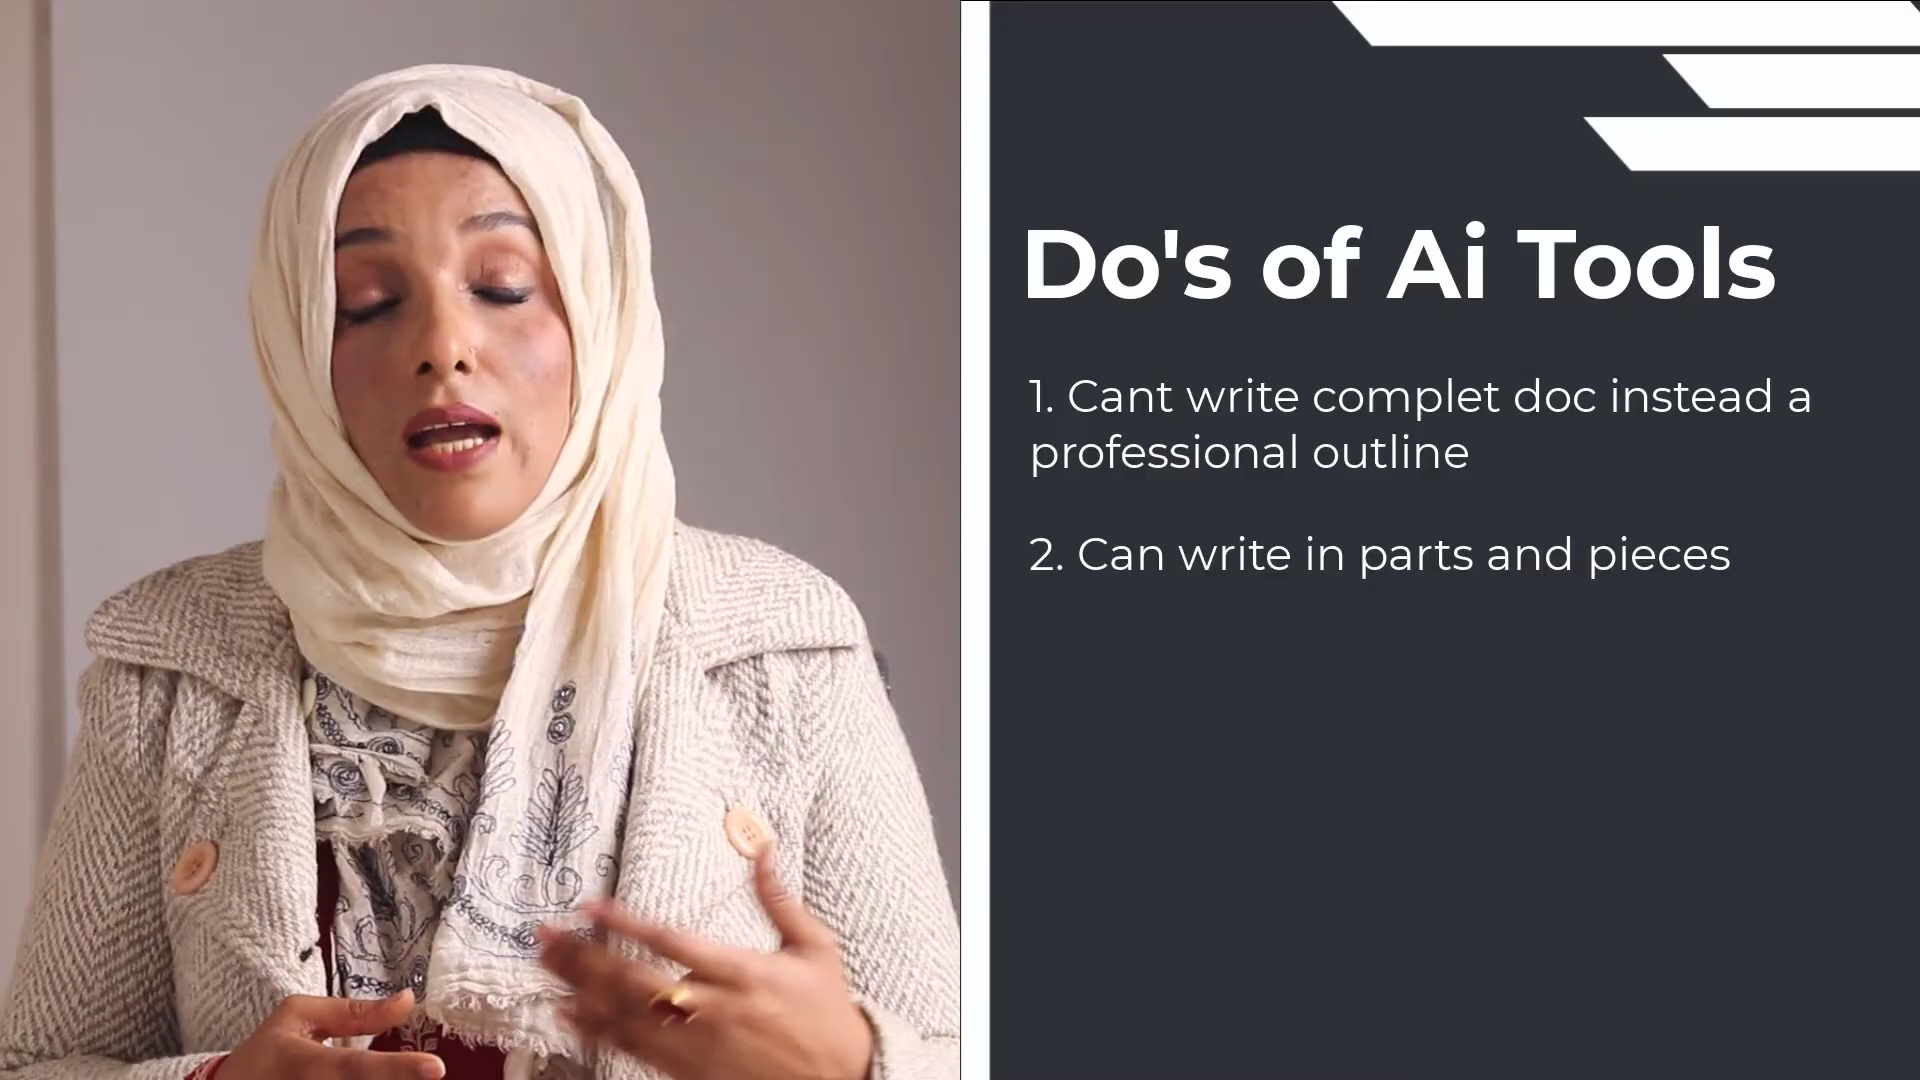 Do's of Ai Tools
1. Cant write complet doc instead a
professional outline
2. Can write in parts and pieces